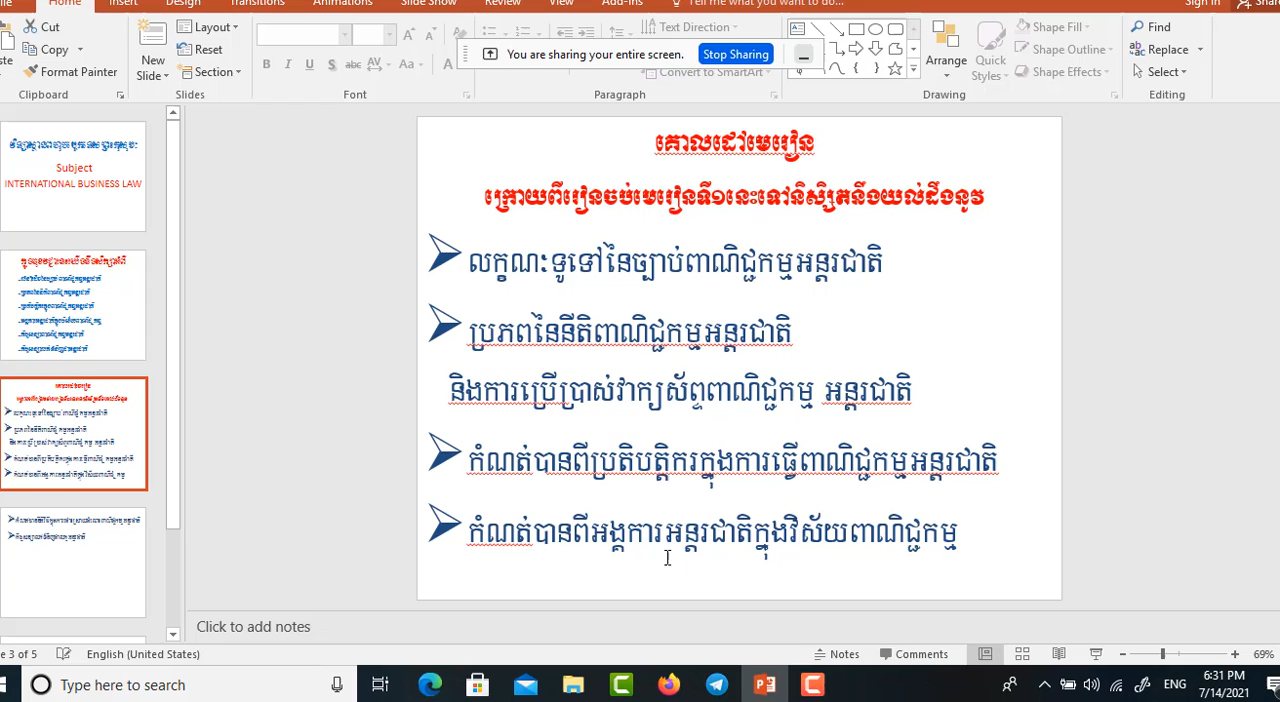 File
Home
Insert
Design
Transitions
Animations
Slide Show
Review
View
Add-ins
Tell me what you want to do...
Sign in
Cut
Copy
Format Painter
Clipboard
New
Slide
Layout
Reset
Section
Slides
Font
You are sharing your entire screen.
Stop Sharing
Text Direction
Convert to SmartArt
Paragraph
Arrange
Quick
Styles
Shape Fill
Shape Outline
Shape Effects
Drawing
Find
Replace
Select
Editing
Subject
INTERNATIONAL BUSINESS LAW
គោលដៅមេរៀន
ក្រោយពីរៀនចប់មេរៀនទី១នេះទៅនិស្សិតនឹងយល់ដឹងនូវ
លក្ខណៈទូទៅនៃច្បាប់ពាណិជ្ជកម្មអន្តរជាតិ
ប្រភពនៃនីតិពាណិជ្ជកម្មអន្តរជាតិ
និងការប្រើប្រាស់វាក្យស័ព្ទពាណិជ្ជកម្ម អន្តរជាតិ
កំណត់បានពីប្រតិបត្តិករក្នុងការធ្វើពាណិជ្ជកម្មអន្តរជាតិ
កំណត់បានពីអង្គការអន្តរជាតិក្នុងវិស័យពាណិជ្ជកម្ម
Click to add notes
e 3 of 5
English (United States)
Notes
Comments
69%
Type here to search
ENG
6:31 PM
7/14/2021